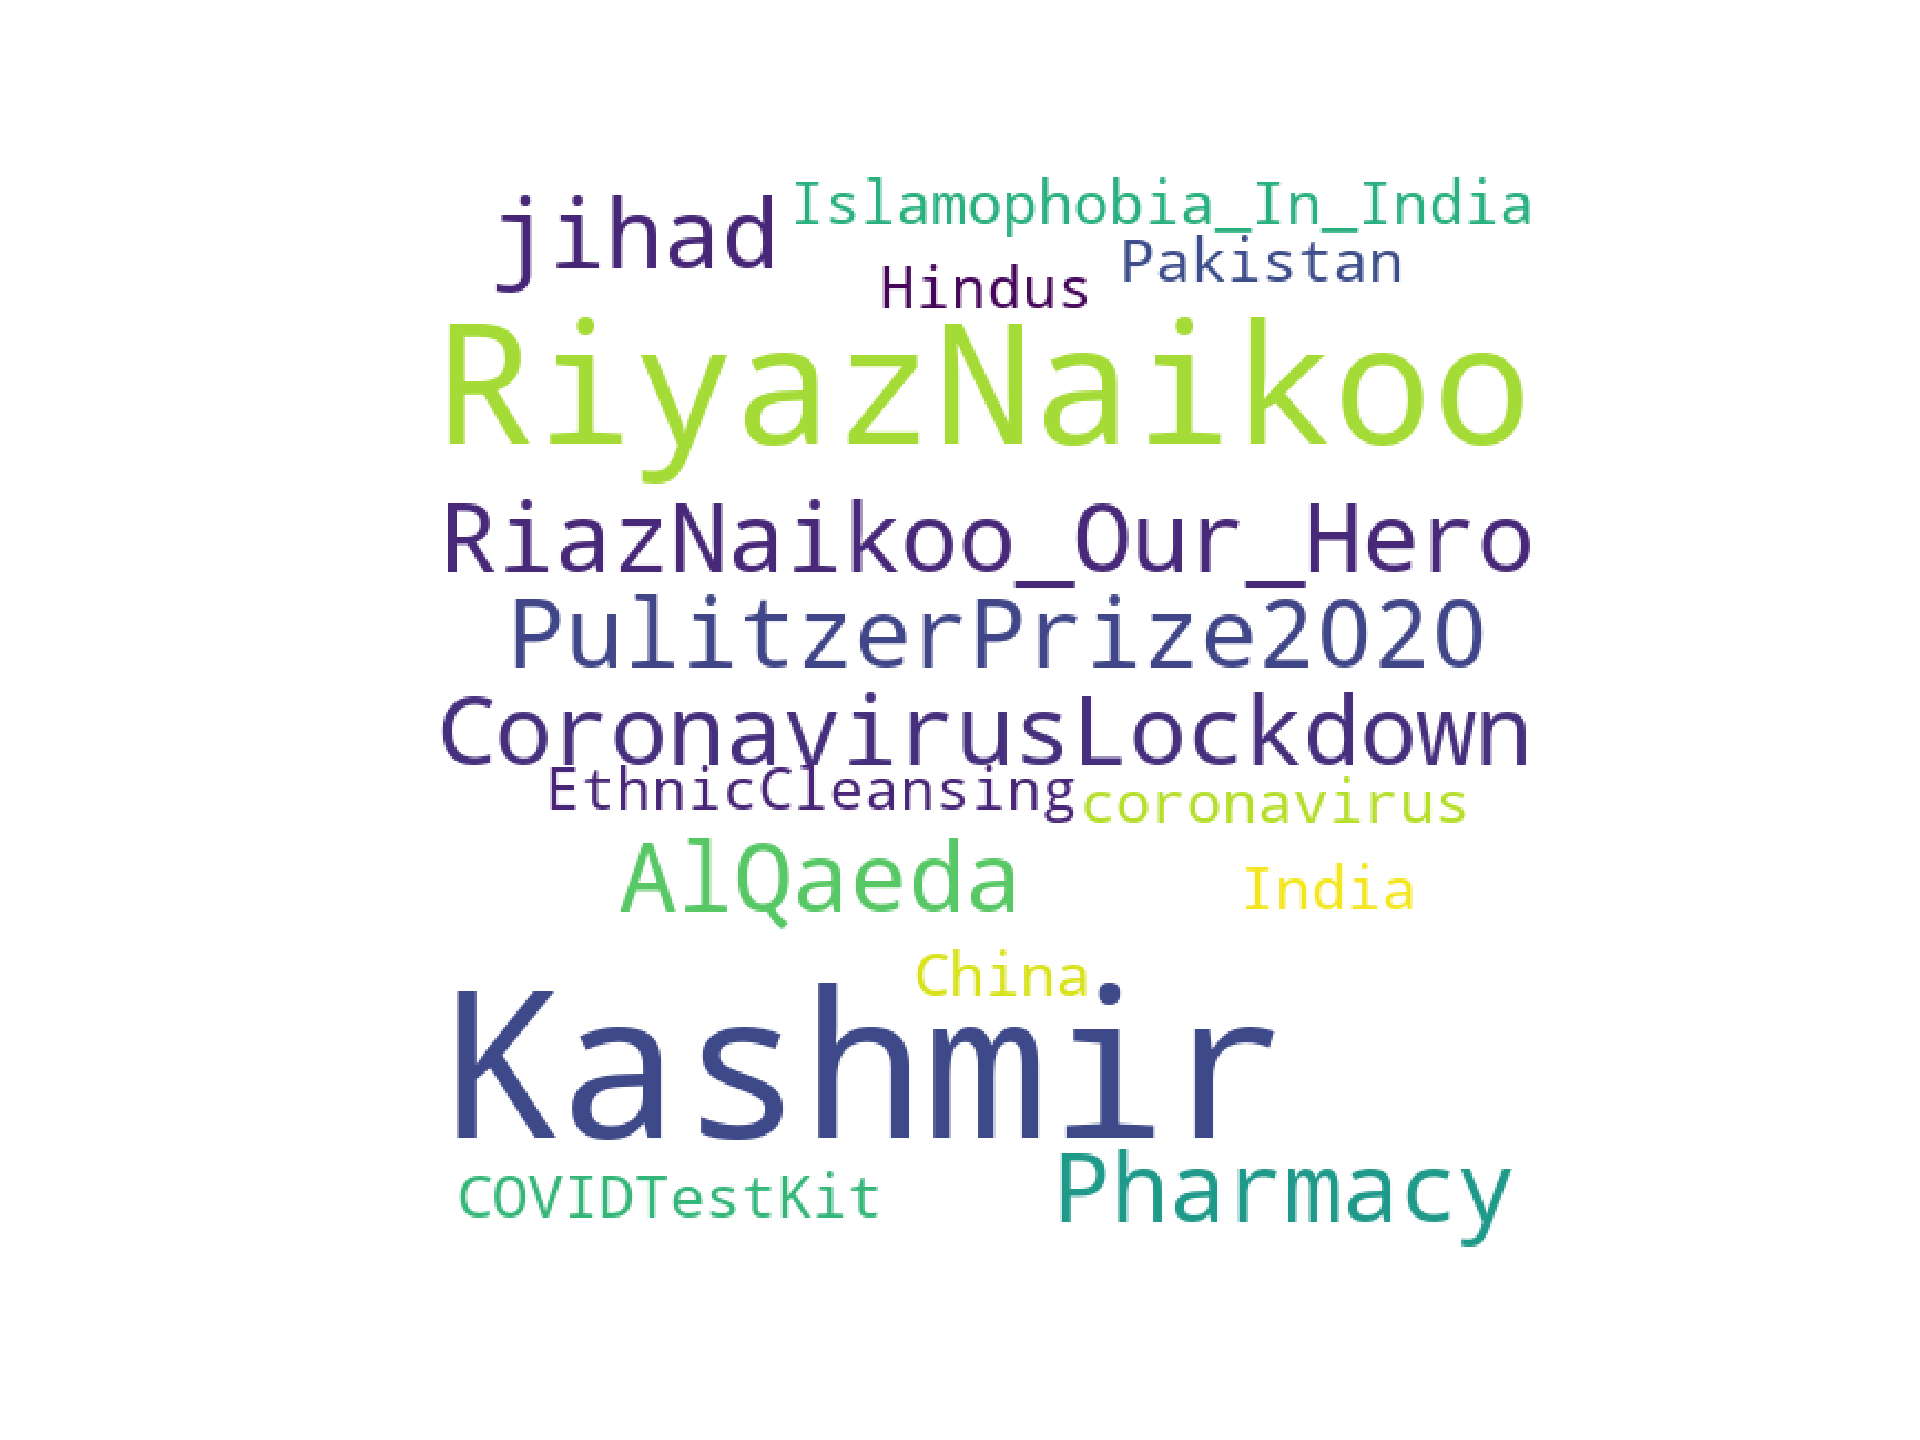 jihad Islamophobia_In_India
Hindus Pakistan
RiyazNaikoo
RiazNaikoo_Our_Hero
PulitzerPrize2020
CoronavirusLockdown
EthnicCleansing coronavirus
AlQaeda India
China
Kashmir
COVIDTestKit Pharmacy